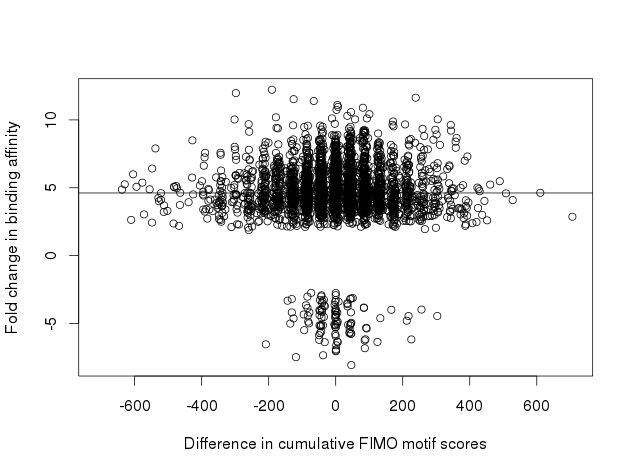 10
5
0
-5
Fold change in binding affinity
-600 -400 -200 0 200 400 600
Difference in cumulative FIMO motif scores